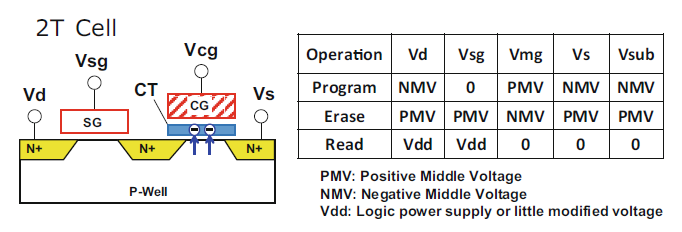 2T Cell
Vsg
Vcg
Vd
CT
Vs
CG
SG
N+ N+ N+
P-Well
Operation Vd Vsg Vmg Vs Vsub
Program NMV 0 PMV NMV NMV
Erase PMV PMV NMV PMV PMV
Read Vdd Vdd 0 0 0
PMV: Positive Middle Voltage
NMV: Negative Middle Voltage
Vdd: Logic power supply or little modified voltage